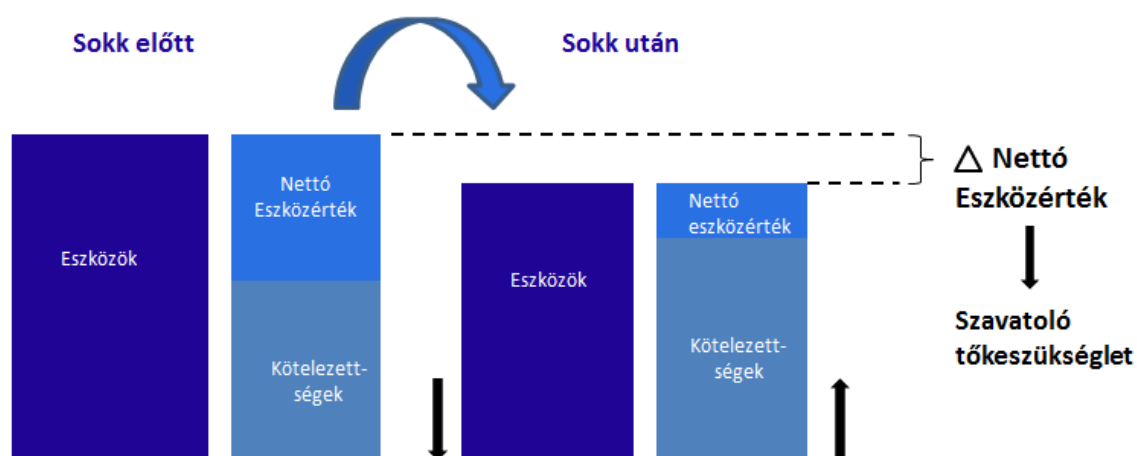 Sokk előtt
Sokk után
Eszközök
Nettó
Eszközérték
Kötelezett-
ségek
Eszközök
Nettó
eszközérték
Kötelezett-
ségek
△ Nettó
Eszközérték
Szavatoló
tőkeszükséglet